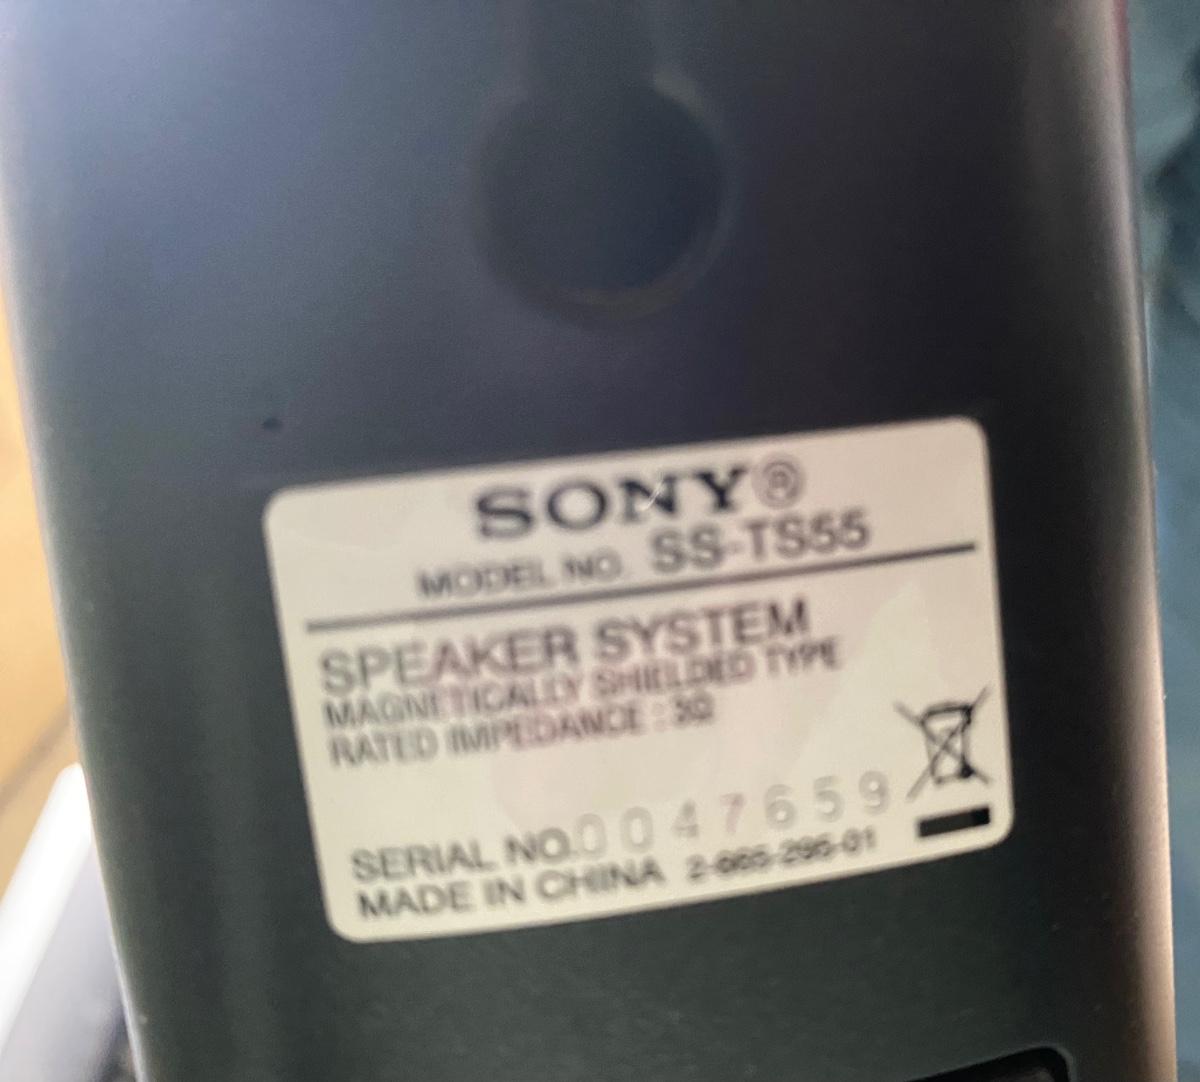 SONY®
MODEL NO. SS-TS55
SPEAKER SYSTEM
MAGNETICALLY SHIELDED TYPE
RATED IMPEDANCE : 3Ω
SERIAL NO. 0047659
MADE IN CHINA